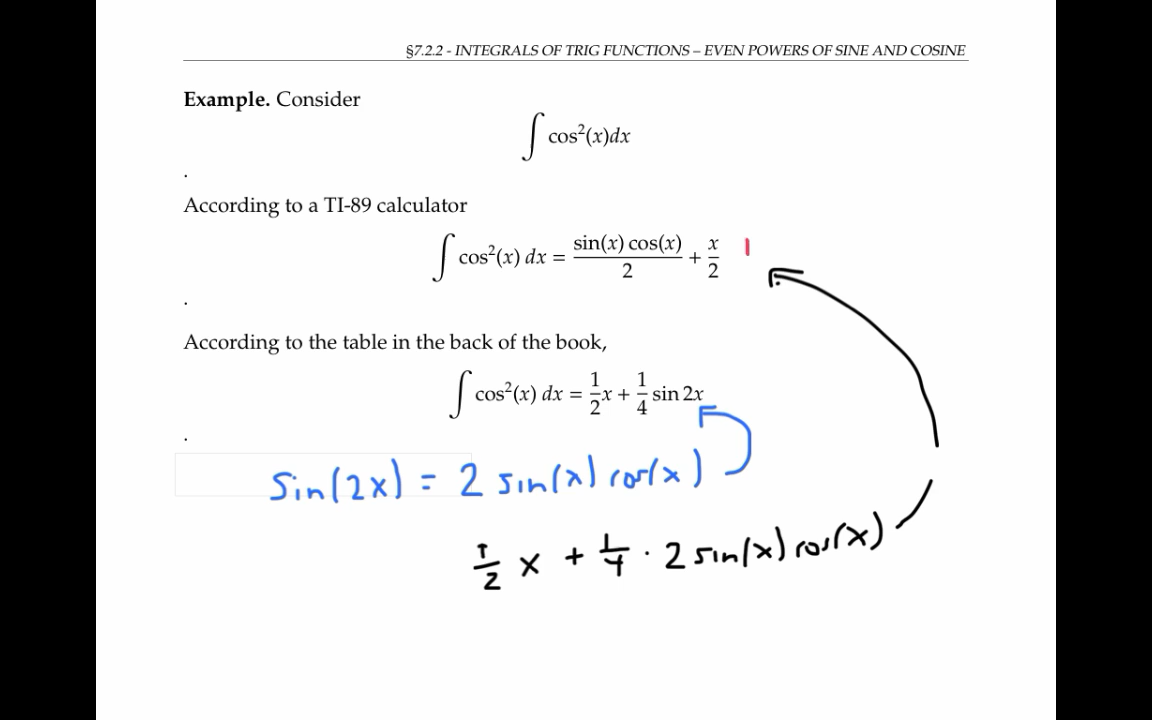 §7.2.2 - INTEGRALS OF TRIG FUNCTIONS – EVEN POWERS OF SINE AND COSINE
Example. Consider
∫ cos²(x)dx
.
According to a TI-89 calculator
∫ cos²(x) dx = sin(x) cos(x)/2 + x/2
.
According to the table in the back of the book,
∫ cos²(x) dx = 1/2 x + 1/4 sin 2x
.
sin(2x) = 2 sin(x) cos(x)
1/2 x + 1/4 · 2 sin(x) cos(x)